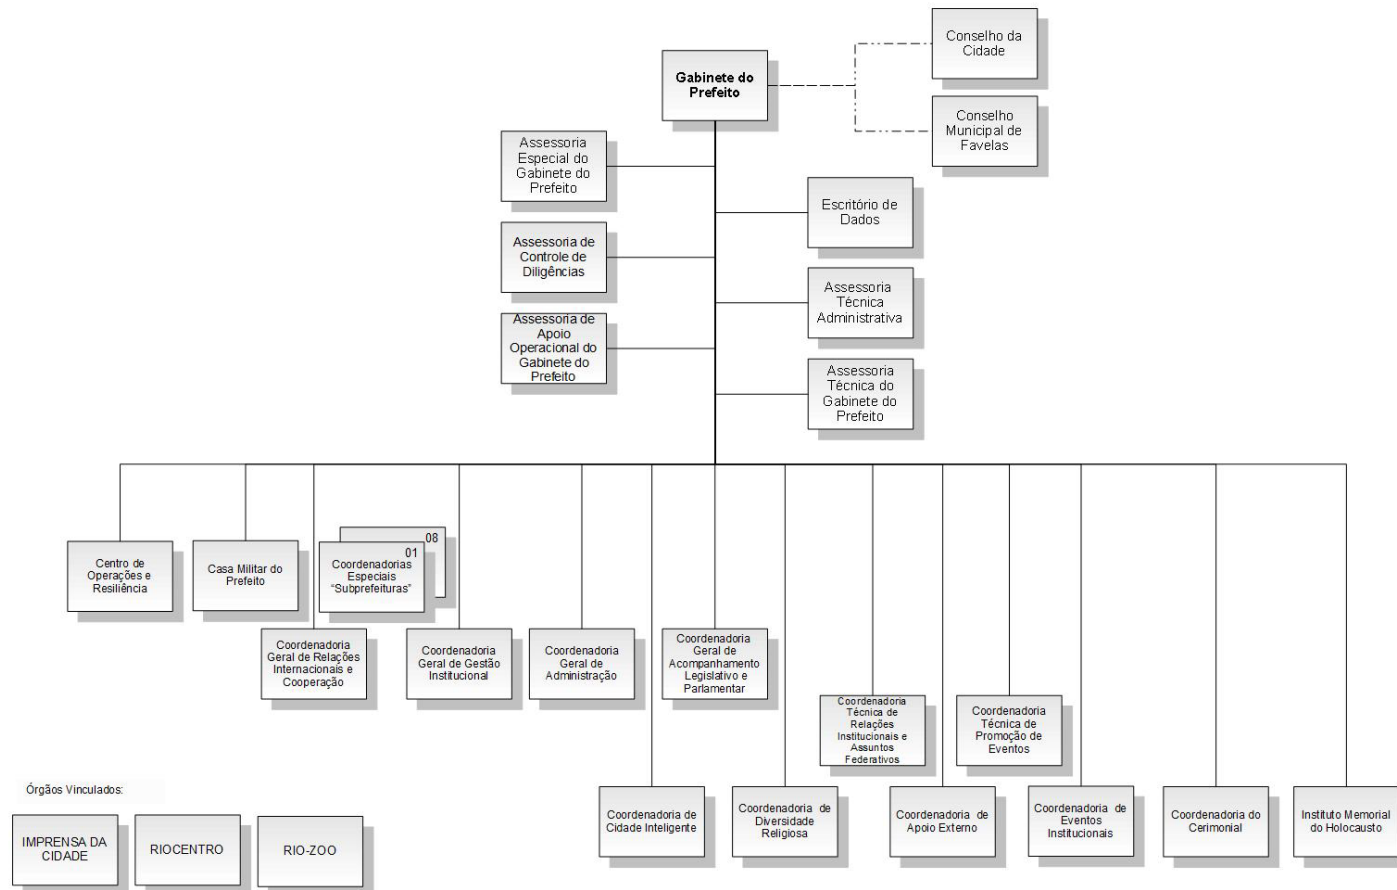 Gabinete do
Prefeito
Conselho da
Cidade
Conselho
Municipal de
Favelas
Assessoria
Especial do
Gabinete do
Prefeito
Escritório de
Dados
Assessoria de
Controle de
Diligências
Assessoria
Técnica
Administrativa
Assessoria de
Apoio
Operacional do
Gabinete do
Prefeito
Assessoria
Técnica do
Gabinete do
Prefeito
Centro de
Operações e
Resiliência
Casa Militar do
Prefeito
08
01
Coordenadorias
Especiais
“Subprefeituras”
Coordenadoria
Geral de Relações
Internacionais e
Cooperação
Coordenadoria
Geral de Gestão
Institucional
Coordenadoria
Geral de
Administração
Coordenadoria
Geral de
Acompanhamento
Legislativo e
Parlamentar
Coordenadoria
Técnica de
Relações
Institucionais e
Assuntos
Federativos
Coordenadoria
Técnica de
Promoção de
Eventos
Coordenadoria de
Cidade Inteligente
Coordenadoria de
Diversidade
Religiosa
Coordenadoria de
Apoio Externo
Coordenadoria de
Eventos
Institucionais
Coordenadoria do
Cerimonial
Instituto Memorial
do Holocausto
Órgãos Vinculados:
IMPRENSA DA
CIDADE
RIOCENTRO
RIO-ZOO